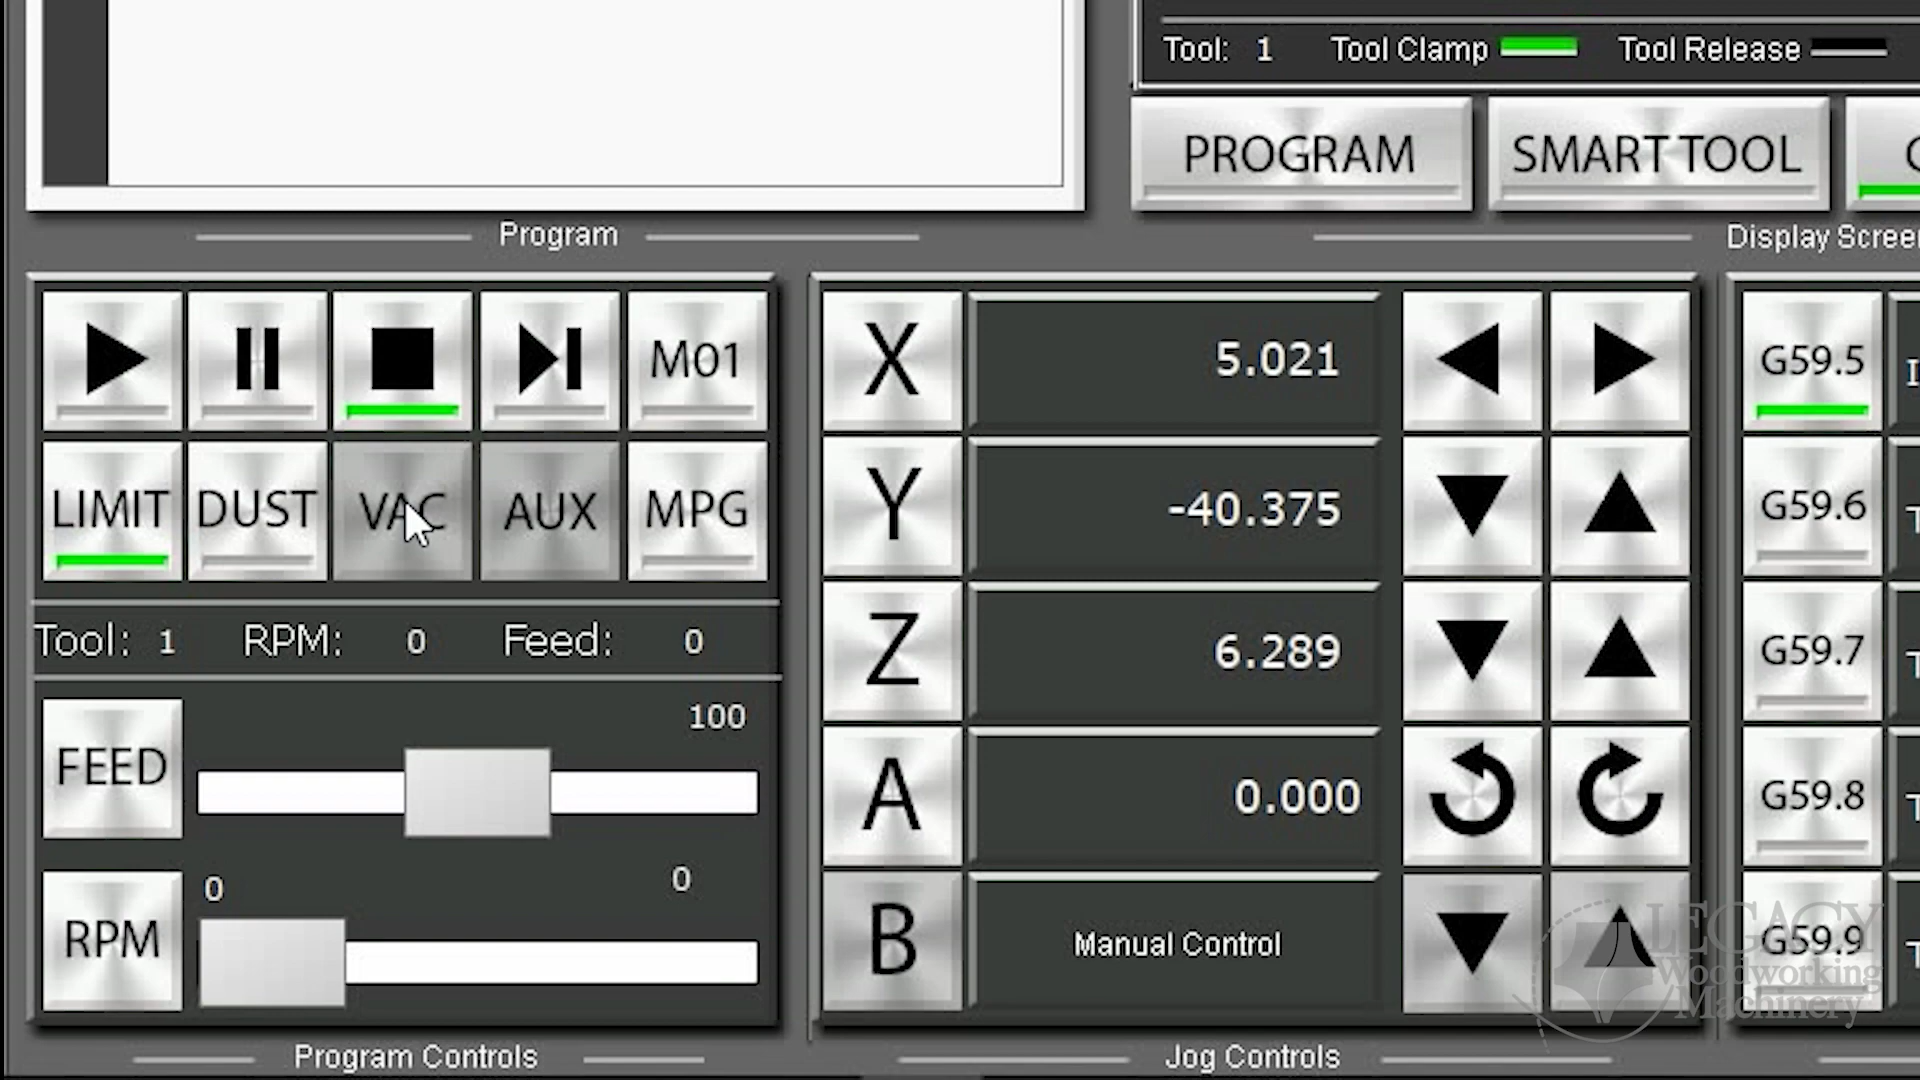 Tool: 1 Tool Clamp Tool Release
PROGRAM SMART TOOL
Program
Display
M01
X 5.021
G59.5
LIMIT DUST VAC AUX MPG
Y -40.375
G59.6
Tool: 1 RPM: 0 Feed: 0
Z 6.289
G59.7
100
FEED
A 0.000
G59.8
0 0
RPM
B Manual Control
G59.9
LEGACY
Woodworking
Machinery
Program Controls
Jog Controls